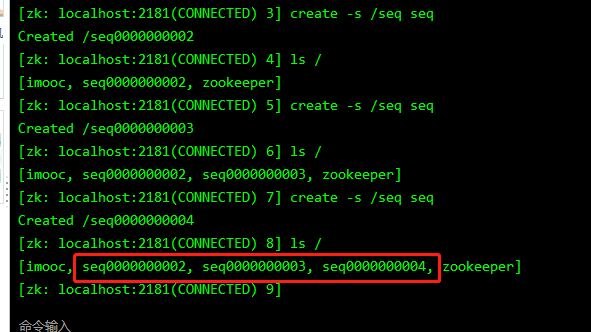 [zk: localhost:2181(CONNECTED) 3] create -s /seq seq
Created /seq0000000002
[zk: localhost:2181(CONNECTED) 4] ls /
[imooc, seq0000000002, zookeeper]
[zk: localhost:2181(CONNECTED) 5] create -s /seq seq
Created /seq0000000003
[zk: localhost:2181(CONNECTED) 6] ls /
[imooc, seq0000000002, seq0000000003, zookeeper]
[zk: localhost:2181(CONNECTED) 7] create -s /seq seq
Created /seq0000000004
[zk: localhost:2181(CONNECTED) 8] ls /
[imooc, seq0000000002, seq0000000003, seq0000000004, zookeeper]
[zk: localhost:2181(CONNECTED) 9]
命令输入